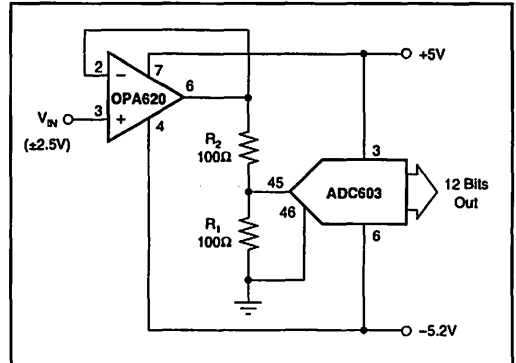 +5V
2
−
7
OPA620
6
V_IN
3
+
4
(±2.5V)
R₂
100Ω
3
45
ADC603
12 Bits
Out
46
R₁
100Ω
6
−5.2V